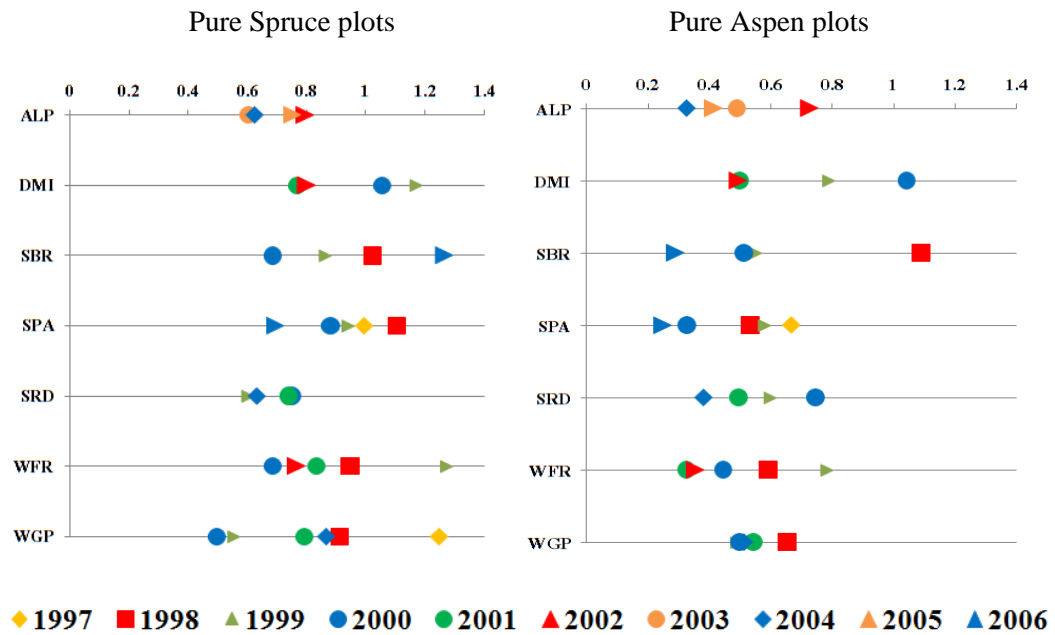 Pure Spruce plots
Pure Aspen plots
0 0.2 0.4 0.6 0.8 1 1.2 1.4
0 0.2 0.4 0.6 0.8 1 1.2 1.4
ALP
DMI
SBR
SPA
SRD
WFR
WGP
ALP
DMI
SBR
SPA
SRD
WFR
WGP
1997 1998 1999 2000 2001 2002 2003 2004 2005 2006